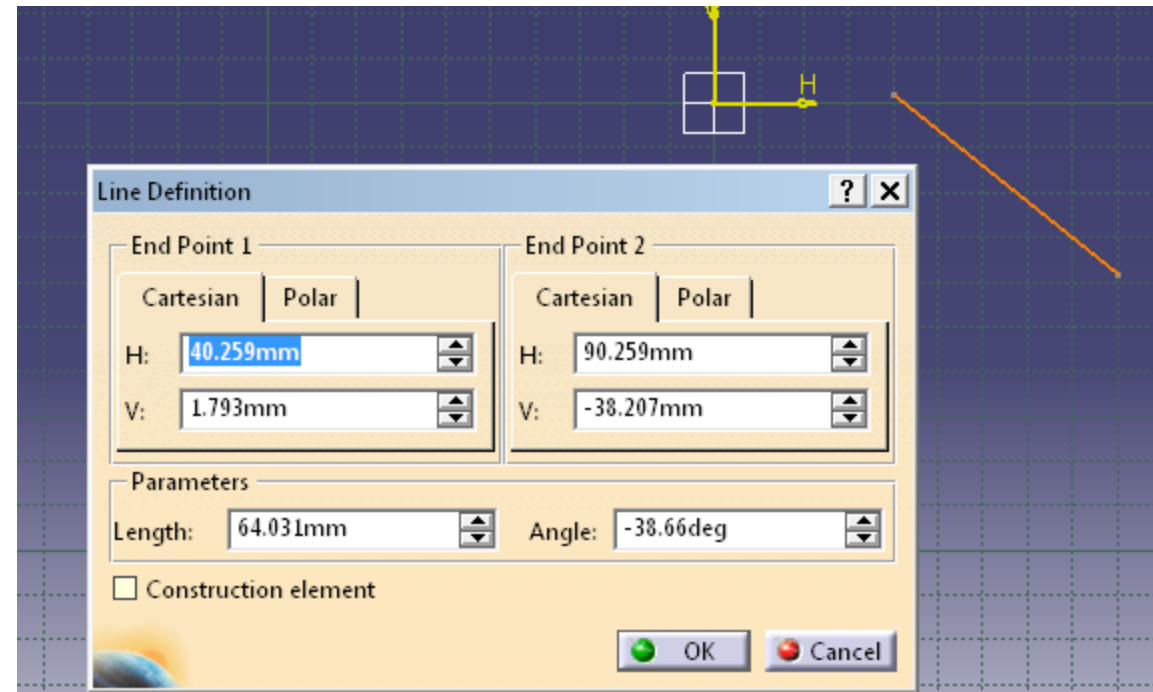 V
H
Line Definition ? X
End Point 1 End Point 2
Cartesian Polar Cartesian Polar
H: 40.259mm H: 90.259mm
V: 1.793mm V: -38.207mm
Parameters
Length: 64.031mm Angle: -38.66deg
Construction element
OK Cancel